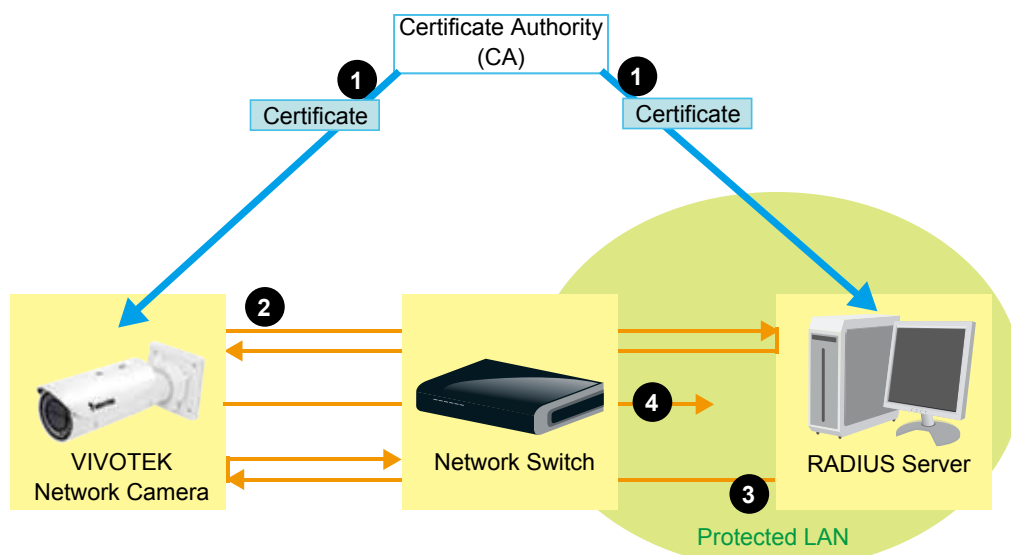 Certificate Authority
(CA)
1
1
Certificate
Certificate
2
4
VIVOTEK
Network Camera
Network Switch
RADIUS Server
3
Protected LAN